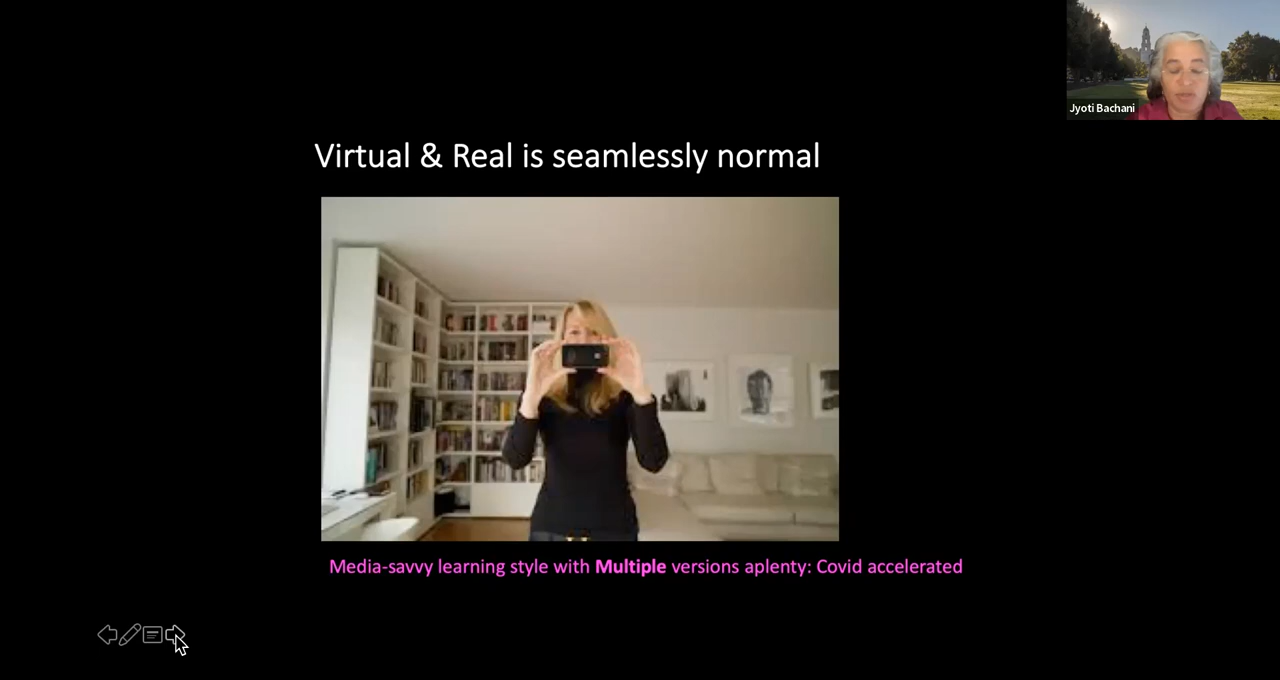 Jyoti Bachani
Virtual & Real is seamlessly normal
Media-savvy learning style with Multiple versions aplenty: Covid accelerated